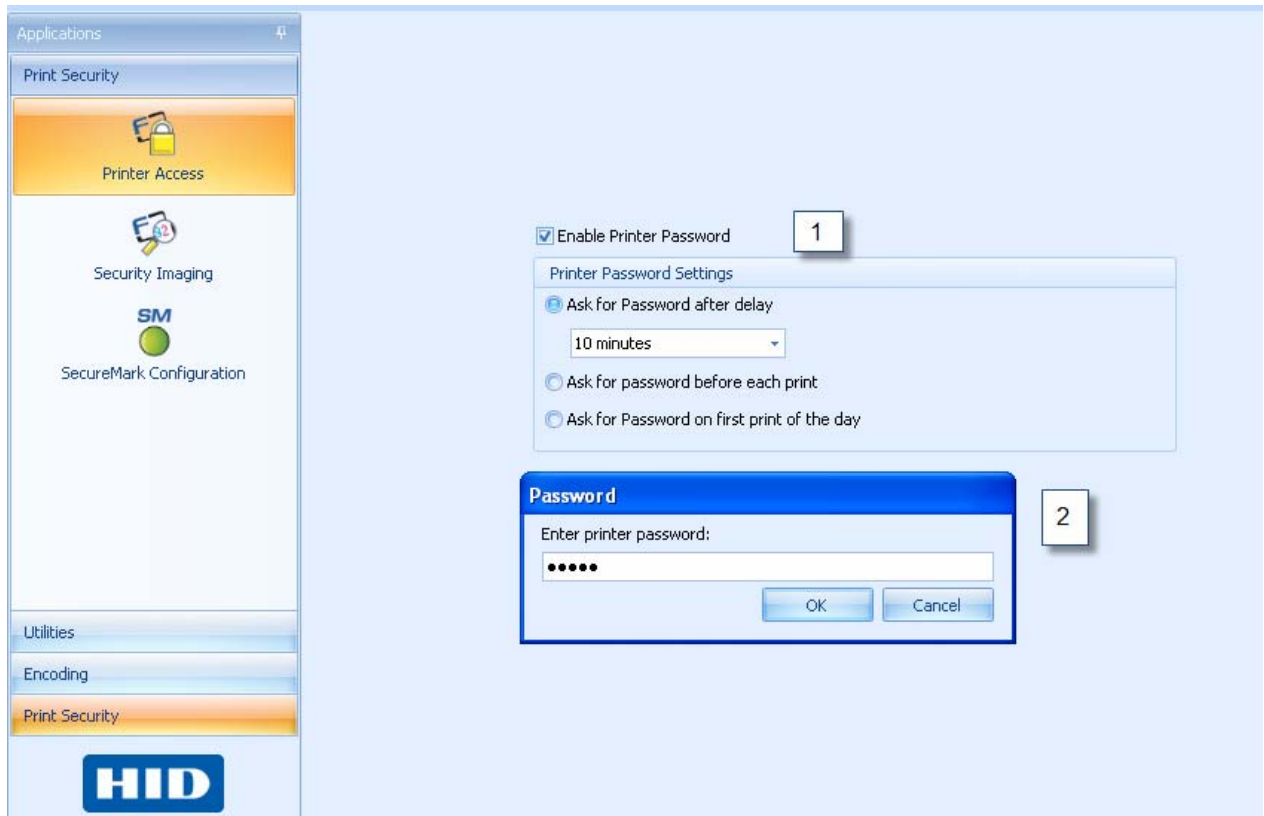 Applications
Print Security
Printer Access
Security Imaging
SM
SecureMark Configuration
Utilities
Encoding
Print Security
HID
Enable Printer Password
1
Printer Password Settings
Ask for Password after delay
10 minutes
Ask for password before each print
Ask for Password on first print of the day
Password
2
Enter printer password:
•••••
OK Cancel